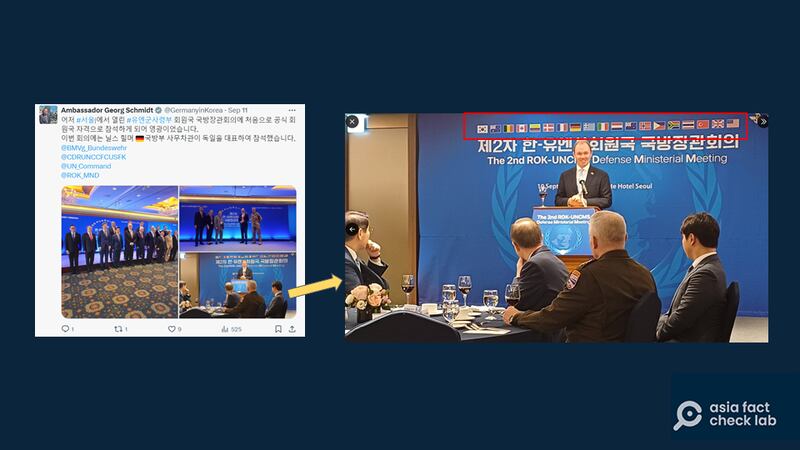 Ambassador Georg Schmidt @GermanyinKorea · Sep 11
어저 #서울에서 열린 #유엔군사령부 회원국 국방장관회의에 처음으로 공식 회
원국 자격으로 참석하게 되어 영광이었습니다.
이번 회의에는 닐스 힐머 🇩🇪국방부 사무차관이 독일을 대표하여 참석했습니다.
@BMVg_Bundeswehr
@CDRUNCCFCUSFK
@UN_Command
@ROK_MND
1
1
9
525
제2차 한-유엔사회원국 국방장관회의
The 2nd ROK-UNCMS Defense Ministerial Meeting
The 2nd ROK-UNCMS
Defense Ministerial Meeting
asia fact
check lab